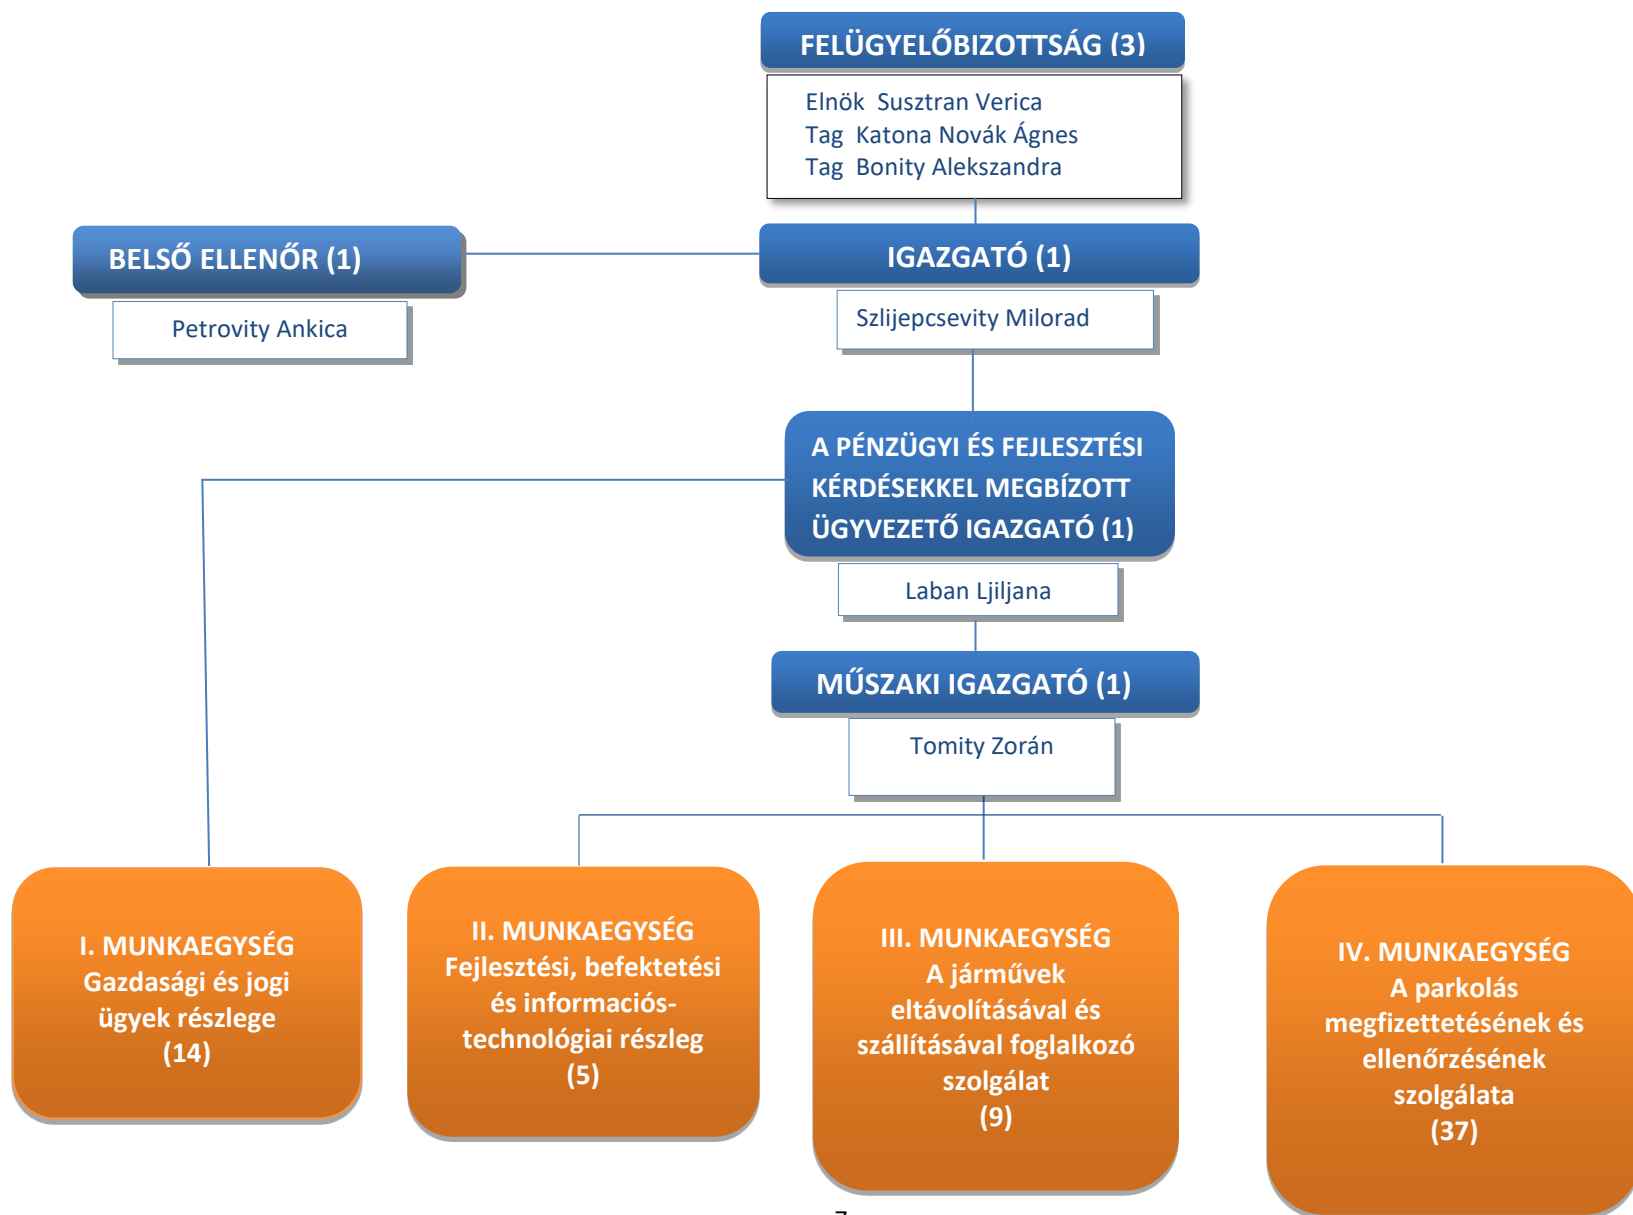 FELÜGYELŐBIZOTTSÁG (3)
Elnök Susztran Verica
Tag Katona Novák Ágnes
Tag Bonity Alekszandra
BELSŐ ELLENŐR (1)
Petrovity Ankica
IGAZGATÓ (1)
Szlijepcsevity Milorad
A PÉNZÜGYI ÉS FEJLESZTÉSI
KÉRDÉSEKKEL MEGBÍZOTT
ÜGYVEZETŐ IGAZGATÓ (1)
Laban Ljiljana
MŰSZAKI IGAZGATÓ (1)
Tomity Zorán
I. MUNKAEGYSÉG
Gazdasági és jogi
ügyek részlege
(14)
II. MUNKAEGYSÉG
Fejlesztési, befektetési
és informaciós-
technológiai részleg
(5)
III. MUNKAEGYSÉG
A járművek
eltávolításával és
szállításával foglalkozó
szolgálat
(9)
IV. MUNKAEGYSÉG
A parkolás
megfizettetésének és
ellenőrzésének
szolgálata
(37)
7